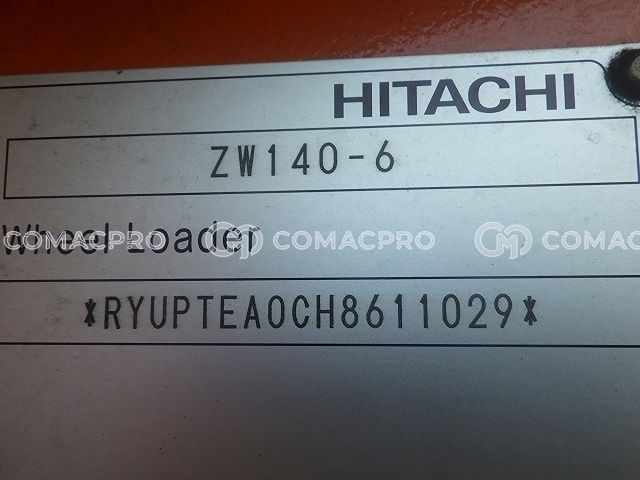 HITACHI
ZW140-6
Wheel Loader
COMACPRO COMACPRO COMACPRO
*RYUPTEA0CH8611029*